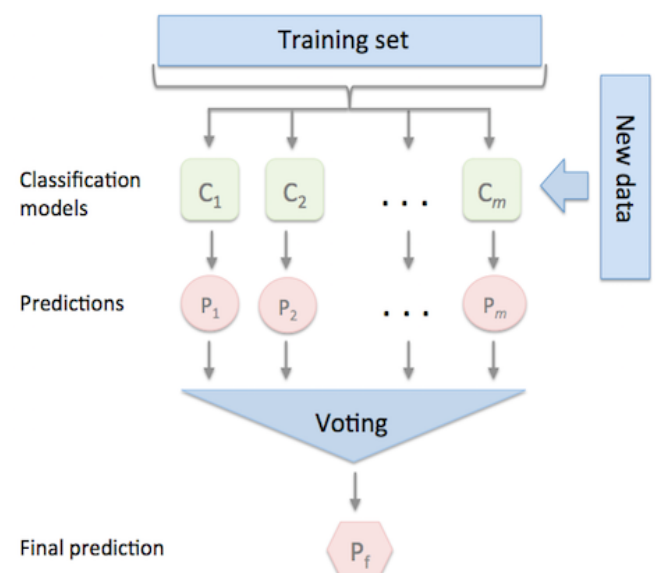 Training set
New data
Classification
models
C1
C2
. . .
Cm
Predictions
P1
P2
. . .
Pm
Voting
Final prediction
Pf